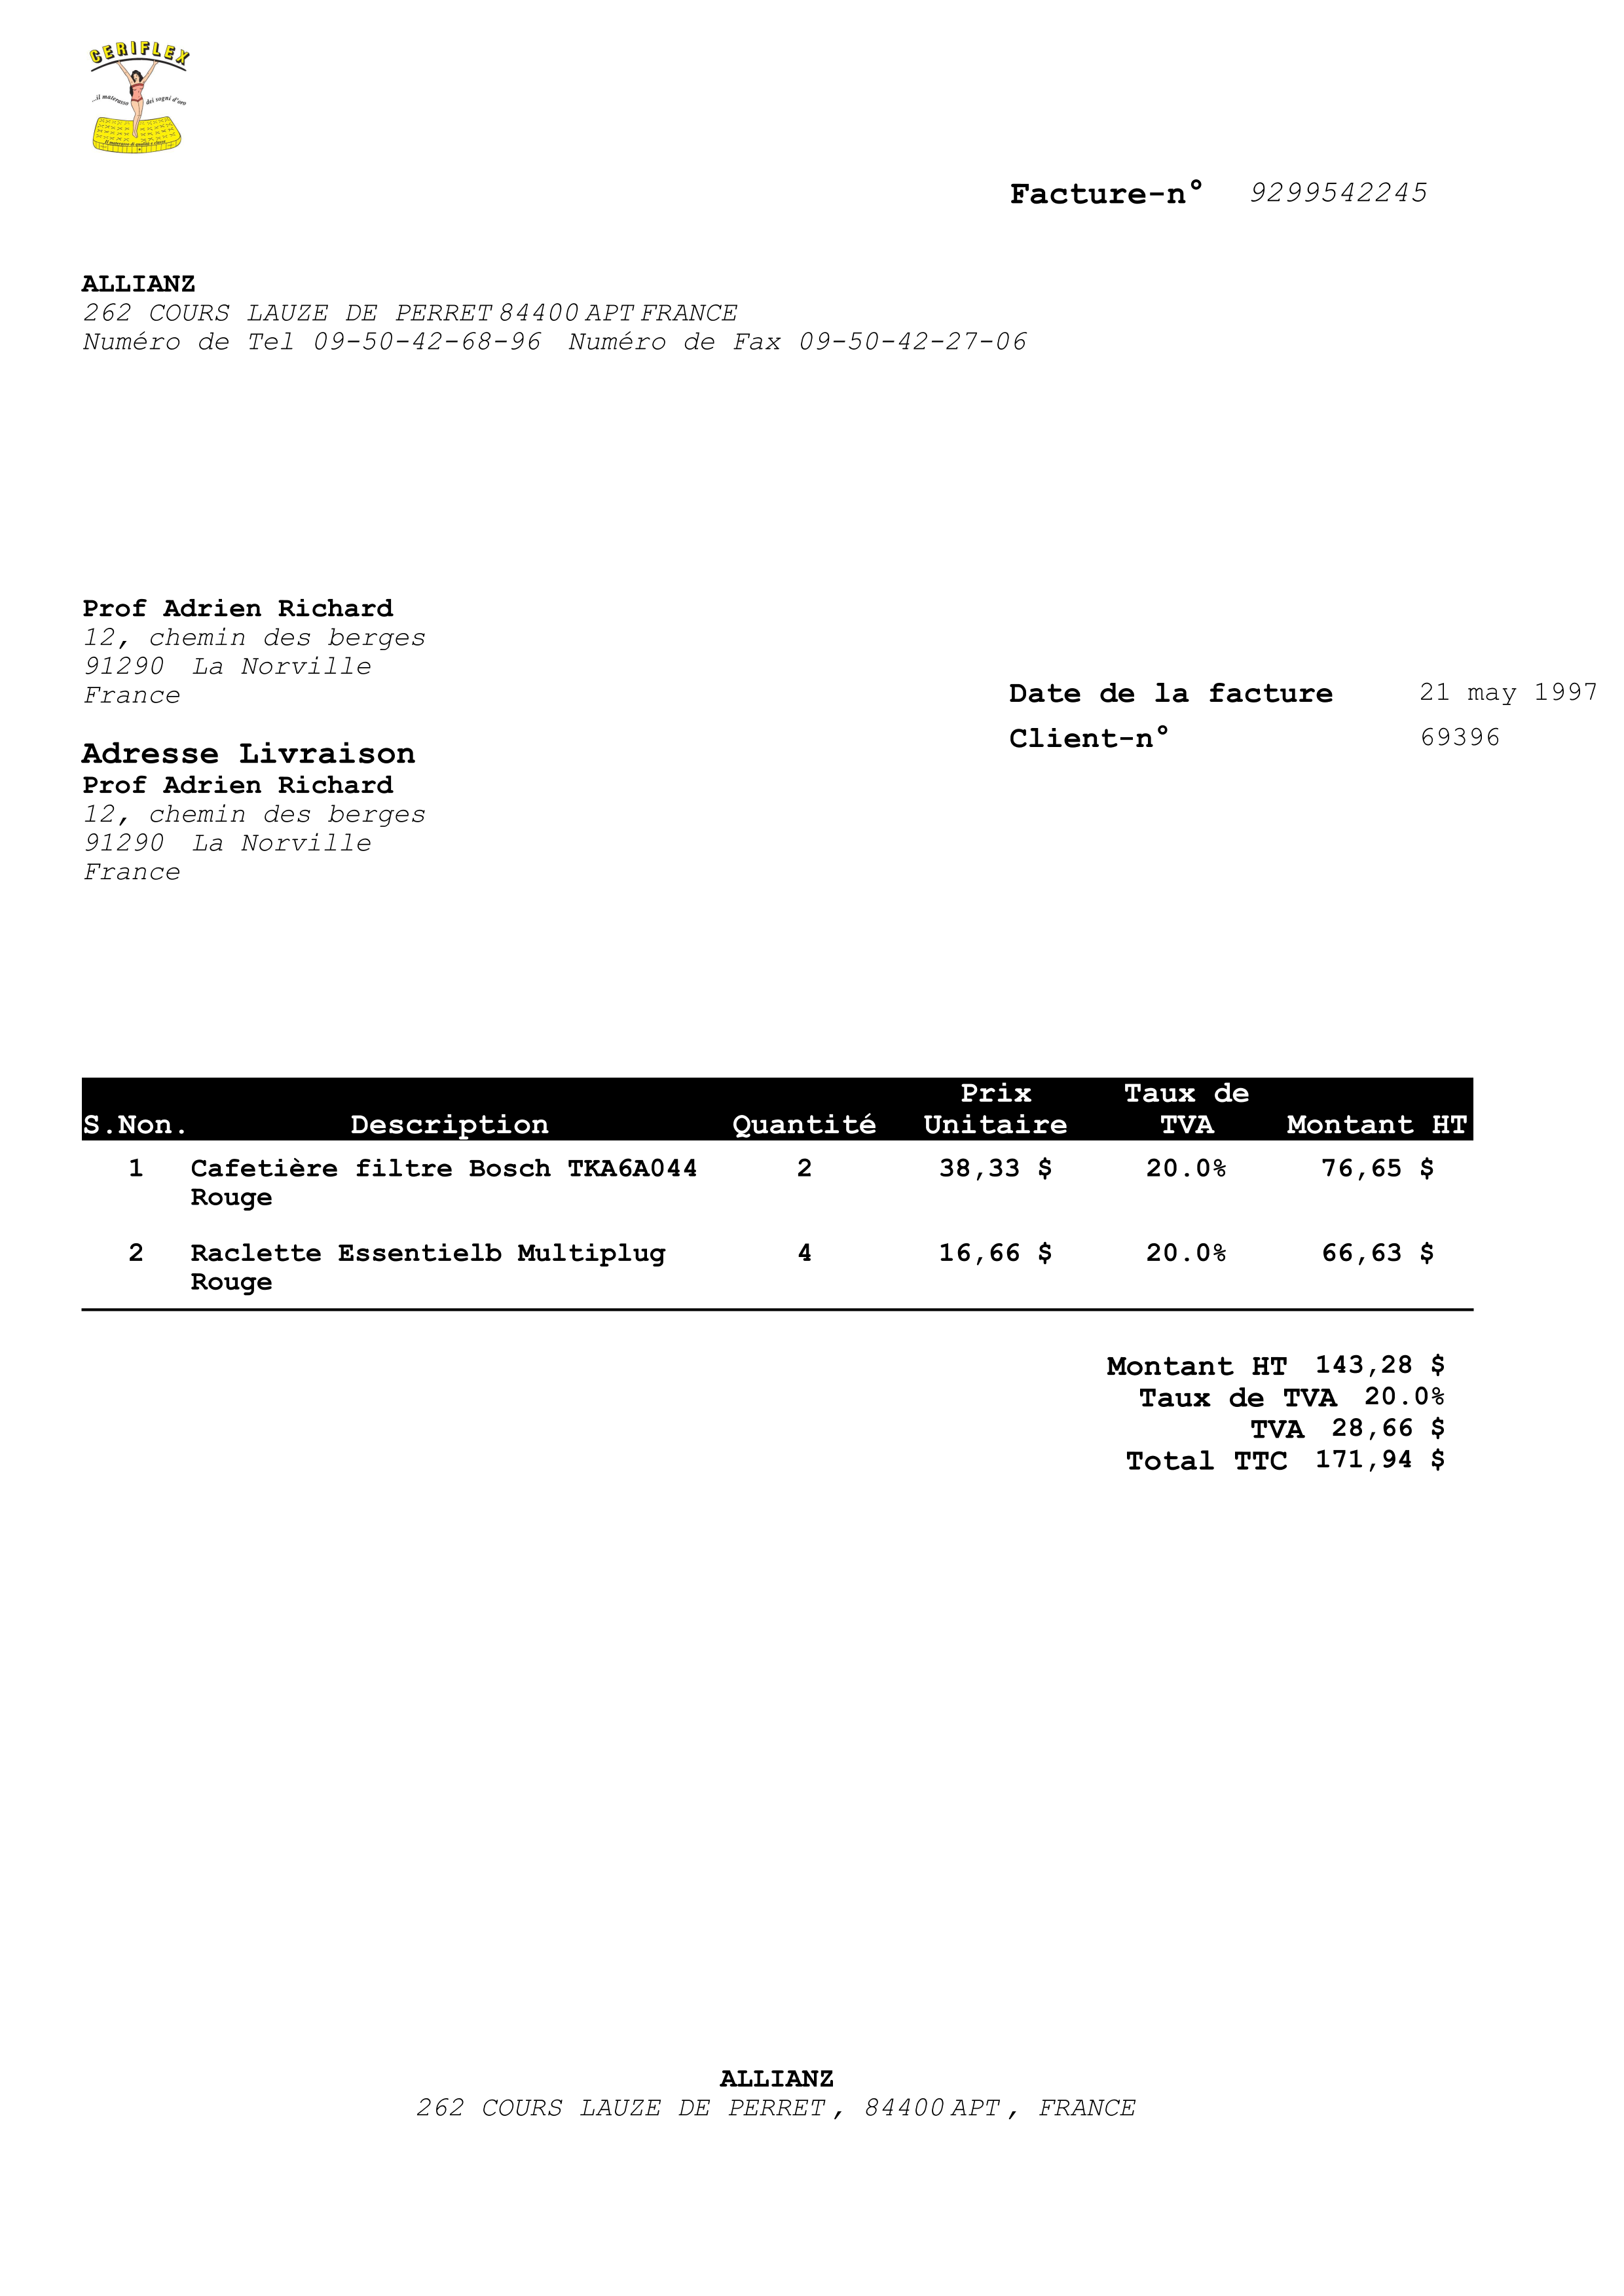 CERIFLEX
...il materasso dei sogni d'oro
Il materasso di qualità e classe
Facture-n° 9299542245
ALLIANZ
262 COURS LAUZE DE PERRET 84400 APT FRANCE
Numéro de Tel 09-50-42-68-96 Numéro de Fax 09-50-42-27-06
Prof Adrien Richard
12, chemin des berges
91290 La Norville
France
Date de la facture 21 may 1997
Client-n° 69396
Adresse Livraison
Prof Adrien Richard
12, chemin des berges
91290 La Norville
France
S.Non. Description Quantité Prix Unitaire Taux de TVA Montant HT
1 Cafetière filtre Bosch TKA6A044 2 38,33 $ 20.0% 76,65 $
Rouge
2 Raclette Essentielb Multiplug 4 16,66 $ 20.0% 66,63 $
Rouge
Montant HT 143,28 $
Taux de TVA 20.0%
TVA 28,66 $
Total TTC 171,94 $
ALLIANZ
262 COURS LAUZE DE PERRET , 84400 APT , FRANCE